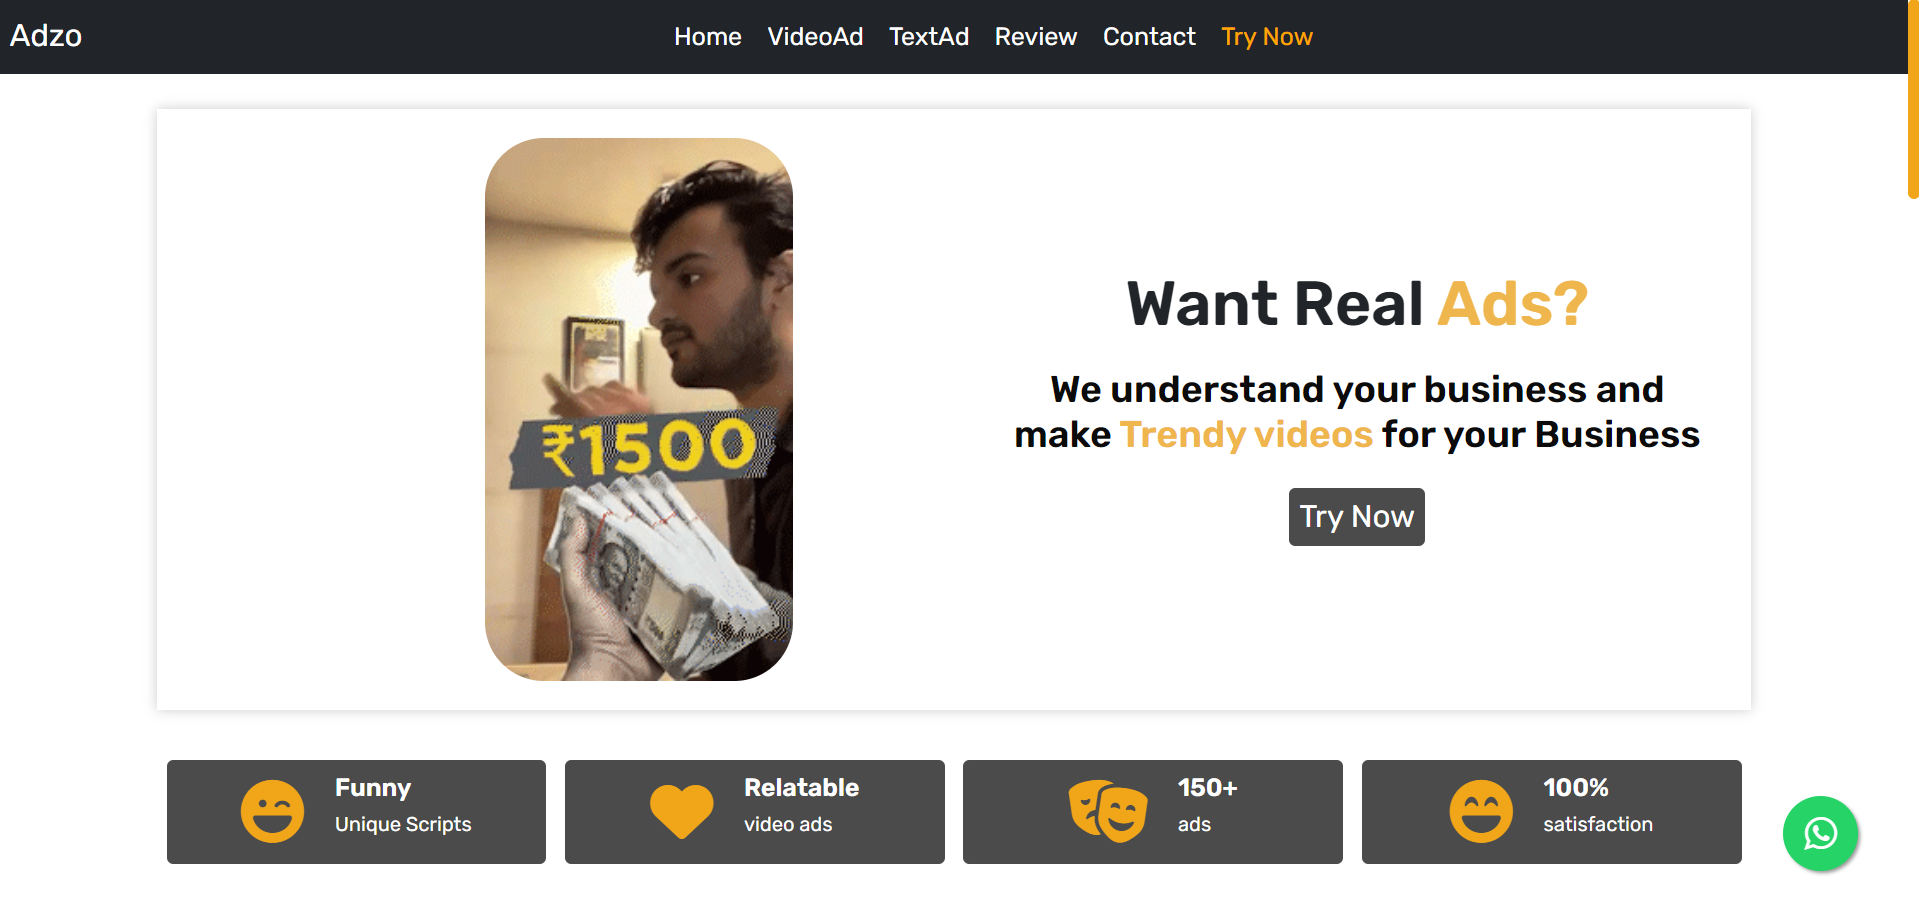 Adzo
Home VideoAd TextAd Review Contact Try Now
₹1500
Want Real Ads?
We understand your business and
make Trendy videos for your Business
Try Now
Funny
Unique Scripts
Relatable
video ads
150+
ads
100%
satisfaction